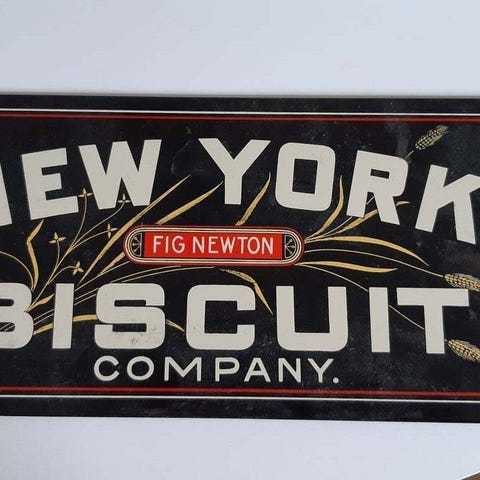 NEW YORK
FIG NEWTON
BISCUIT
COMPANY.